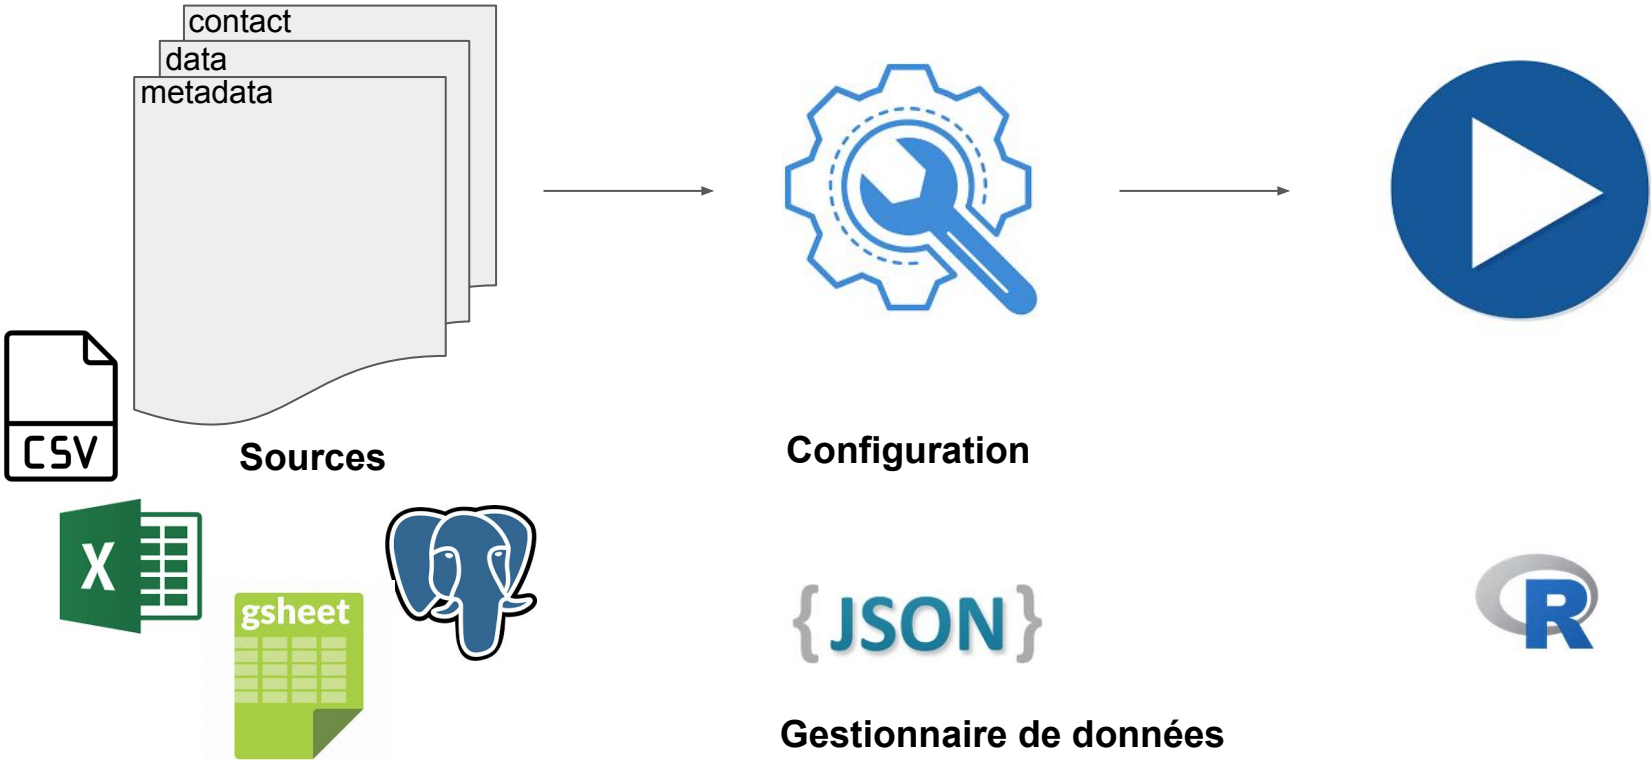 contact
data
metadata
CSV
Sources
Configuration
X
gsheet
{JSON}
R
Gestionnaire de données